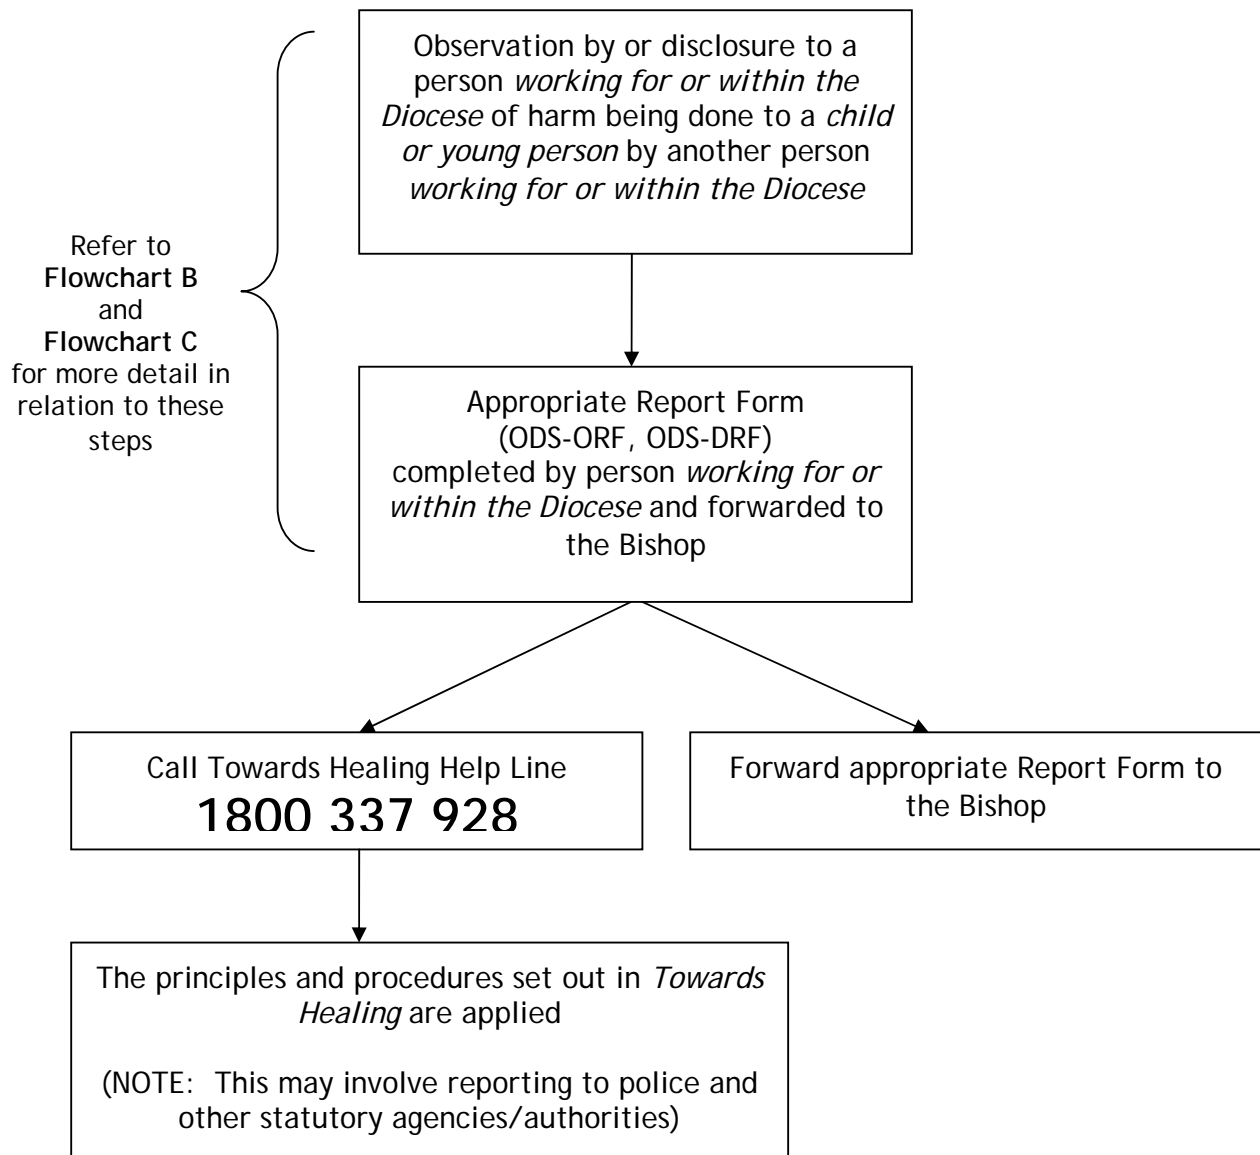 Observation by or disclosure to a
person working for or within the
Diocese of harm being done to a child
or young person by another person
working for or within the Diocese
Refer to
Flowchart B
and
Flowchart C
for more detail in
relation to these
steps
Appropriate Report Form
(ODS-ORF, ODS-DRF)
completed by person working for or
within the Diocese and forwarded to
the Bishop
Call Towards Healing Help Line
1800 337 928
Forward appropriate Report Form to
the Bishop
The principles and procedures set out in Towards
Healing are applied
(NOTE: This may involve reporting to police and
other statutory agencies/authorities)